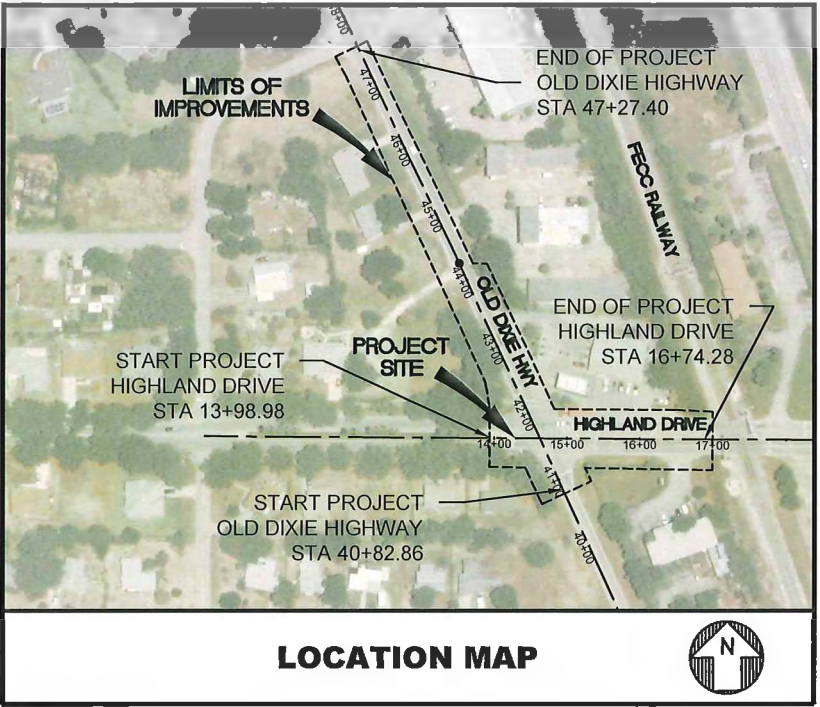 48+00
END OF PROJECT
OLD DIXIE HIGHWAY
STA 47+27.40
LIMITS OF
IMPROVEMENTS
47+00
46+00
45+00
44+00
FECC RAILWAY
OLD DIXIE HWY
END OF PROJECT
HIGHLAND DRIVE
STA 16+74.28
43+00
START PROJECT
HIGHLAND DRIVE
STA 13+98.98
PROJECT
SITE
42+00
HIGHLAND DRIVE
14+00
15+00
16+00
17+00
41+00
START PROJECT
OLD DIXIE HIGHWAY
STA 40+82.86
40+00
LOCATION MAP
N